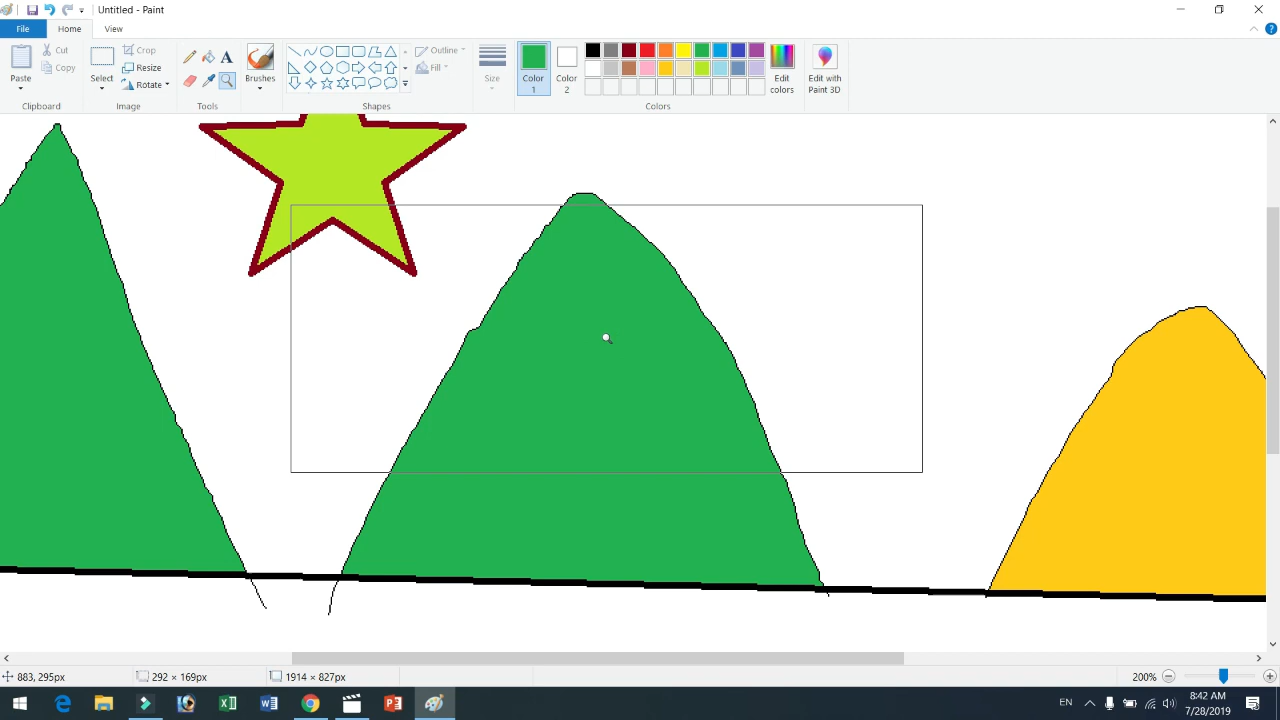 Untitled - Paint
File Home View
Paste
Cut
Copy
Clipboard
Select
Crop
Resize
Rotate
Image
Tools
Brushes
Shapes
Outline
Fill
Size
Color 1
Color 2
Colors
Edit colors
Edit with Paint 3D
883, 295px
292 × 169px
1914 × 827px
200%
EN
8:42 AM
7/28/2019